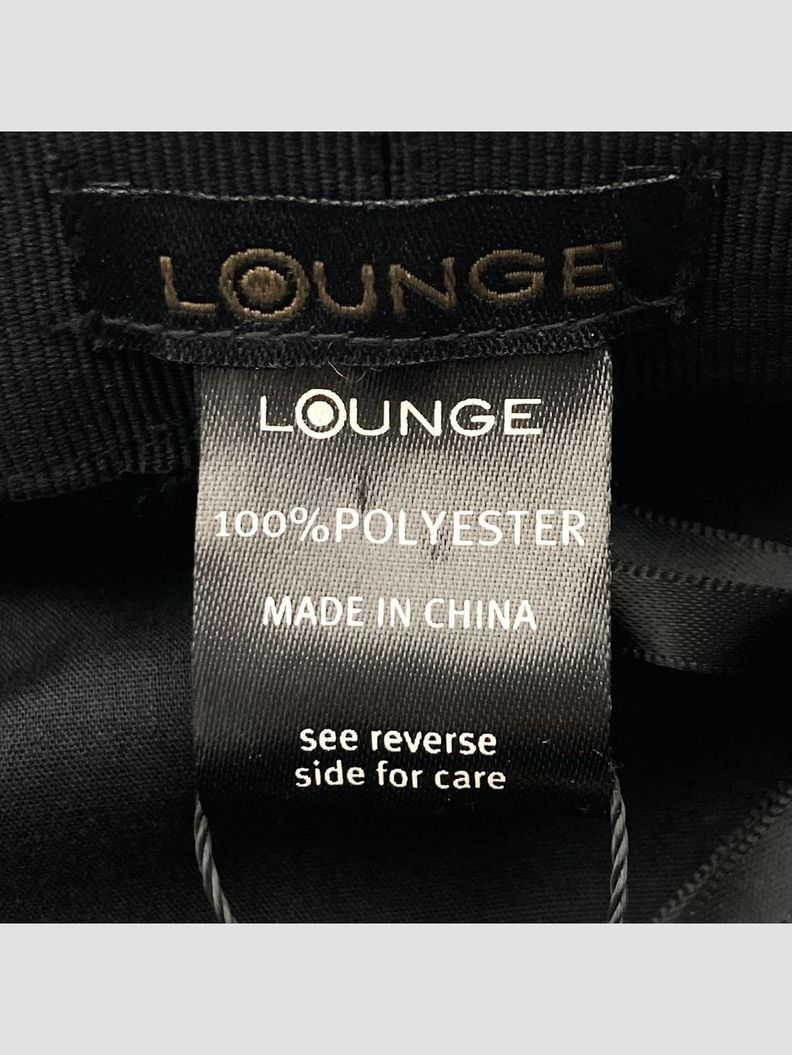 LOUNGE
LOUNGE
100%POLYESTER
MADE IN CHINA
see reverse
side for care